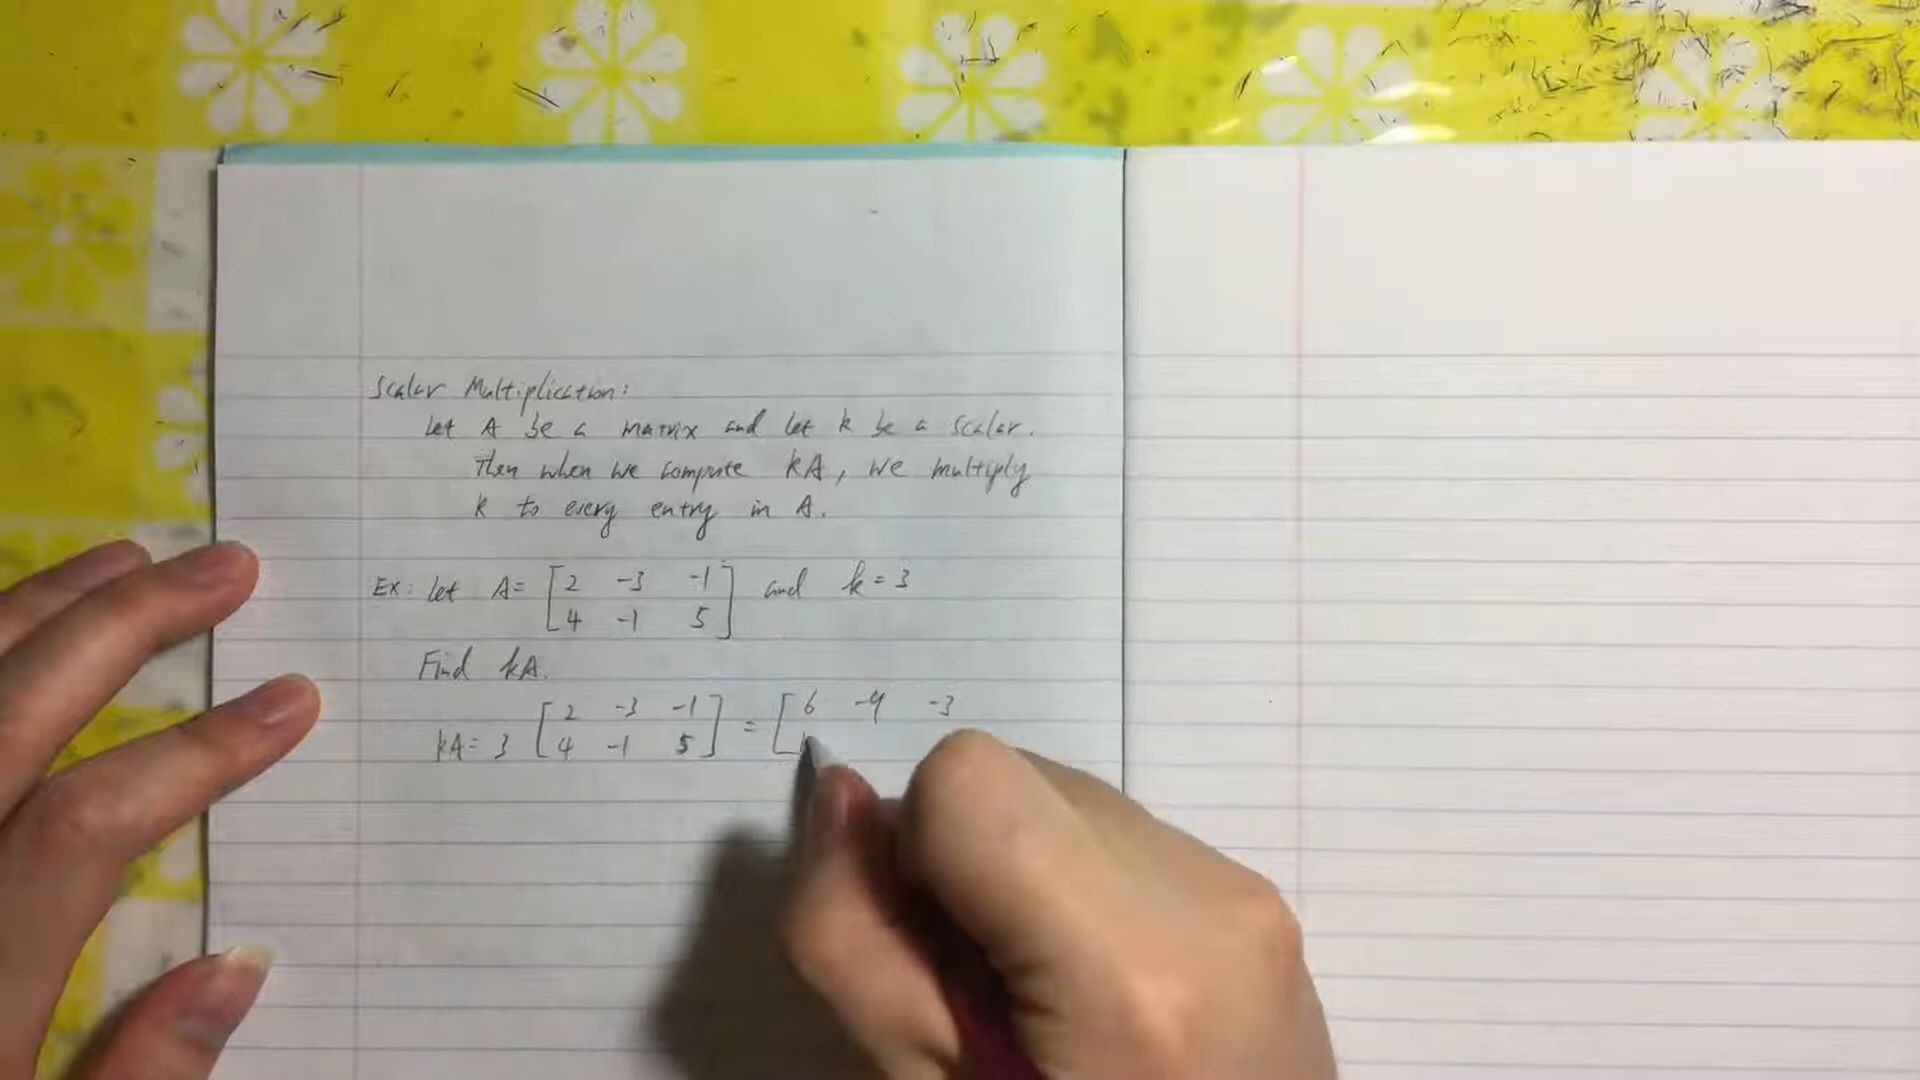 Scalar Multiplication:
Let A be a matrix and let k be a scalar.
Then when we compute kA, we multiply
k to every entry in A.
Ex: Let A = [2 -3 -1
4 -1 5] and k = 3
Find kA.
kA = 3 [2 -3 -1
4 -1 5] = [6 -9 -3
1